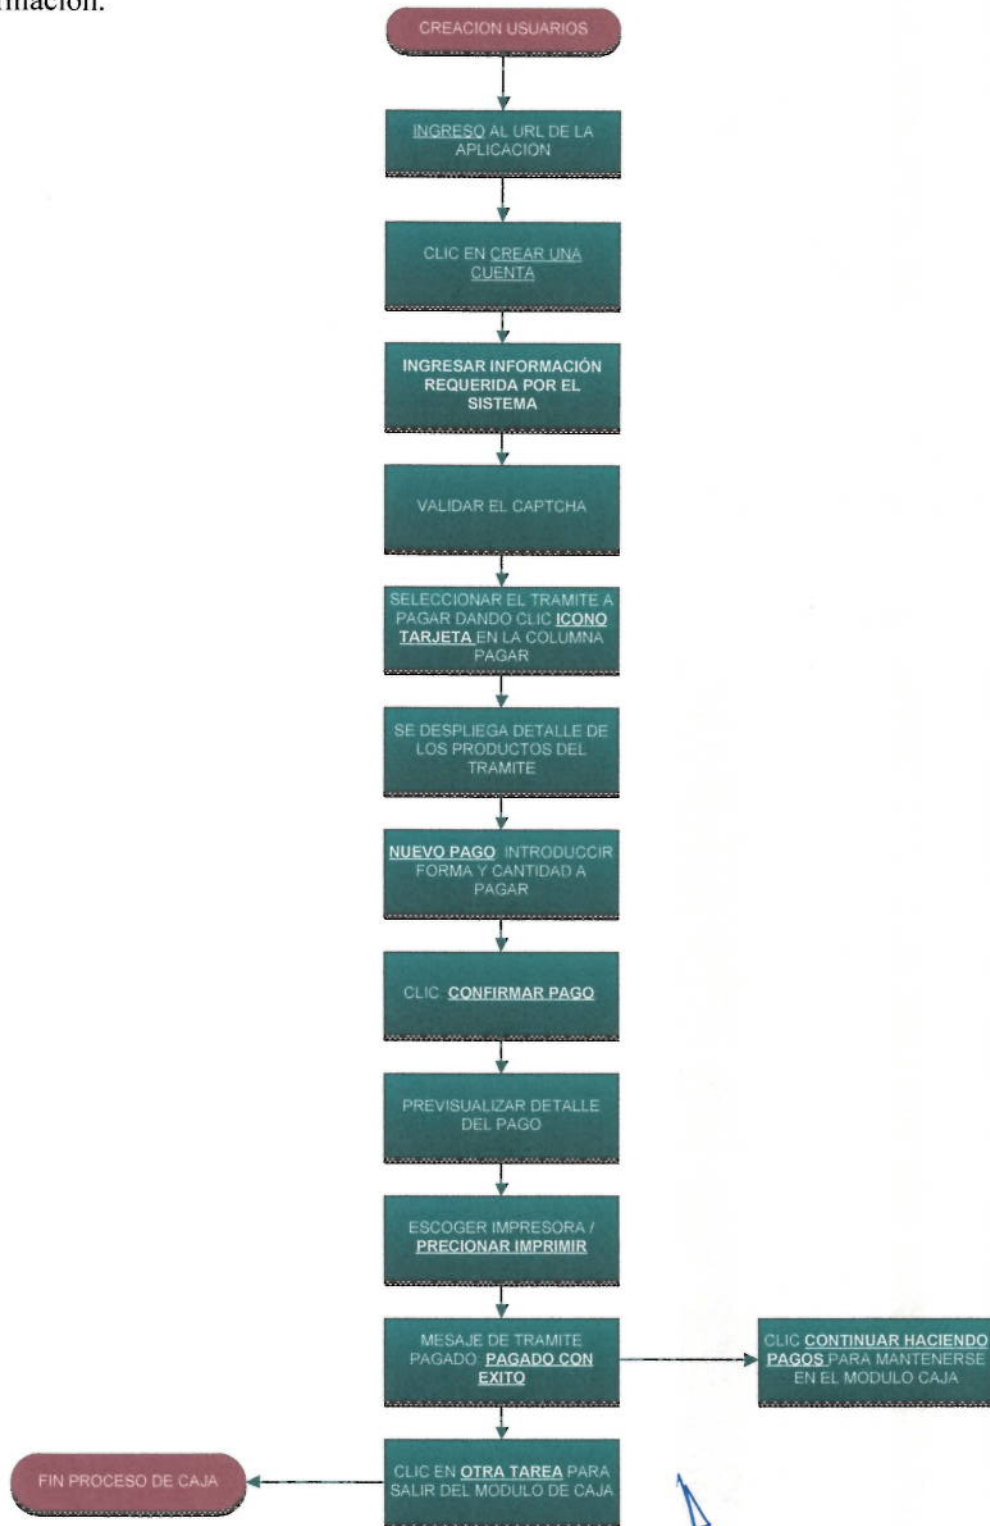 rmación.
CREACION USUARIOS
INGRESO AL URL DE LA
APLICACION
CLIC EN CREAR UNA
CUENTA
INGRESAR INFORMACIÓN
REQUERIDA POR EL
SISTEMA
VALIDAR EL CAPTCHA
SELECCIONAR EL TRAMITE A
PAGAR DANDO CLIC ICONO
TARJETA EN LA COLUMNA
PAGAR
SE DESPLIEGA DETALLE DE
LOS PRODUCTOS DEL
TRAMITE
NUEVO PAGO INTRODUCCIR
FORMA Y CANTIDAD A
PAGAR
CLIC CONFIRMAR PAGO
PREVISUALIZAR DETALLE
DEL PAGO
ESCOGER IMPRESORA /
PRECIONAR IMPRIMIR
MESAJE DE TRAMITE
PAGADO: PAGADO CON
EXITO
CLIC CONTINUAR HACIENDO
PAGOS PARA MANTENERSE
EN EL MODULO CAJA
CLIC EN OTRA TAREA PARA
SALIR DEL MODULO DE CAJA
FIN PROCESO DE CAJA